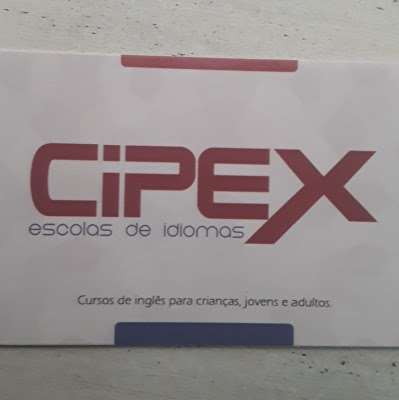 CiPEX
escolas de idiomas
Cursos de inglês para crianças, jovens e adultos.